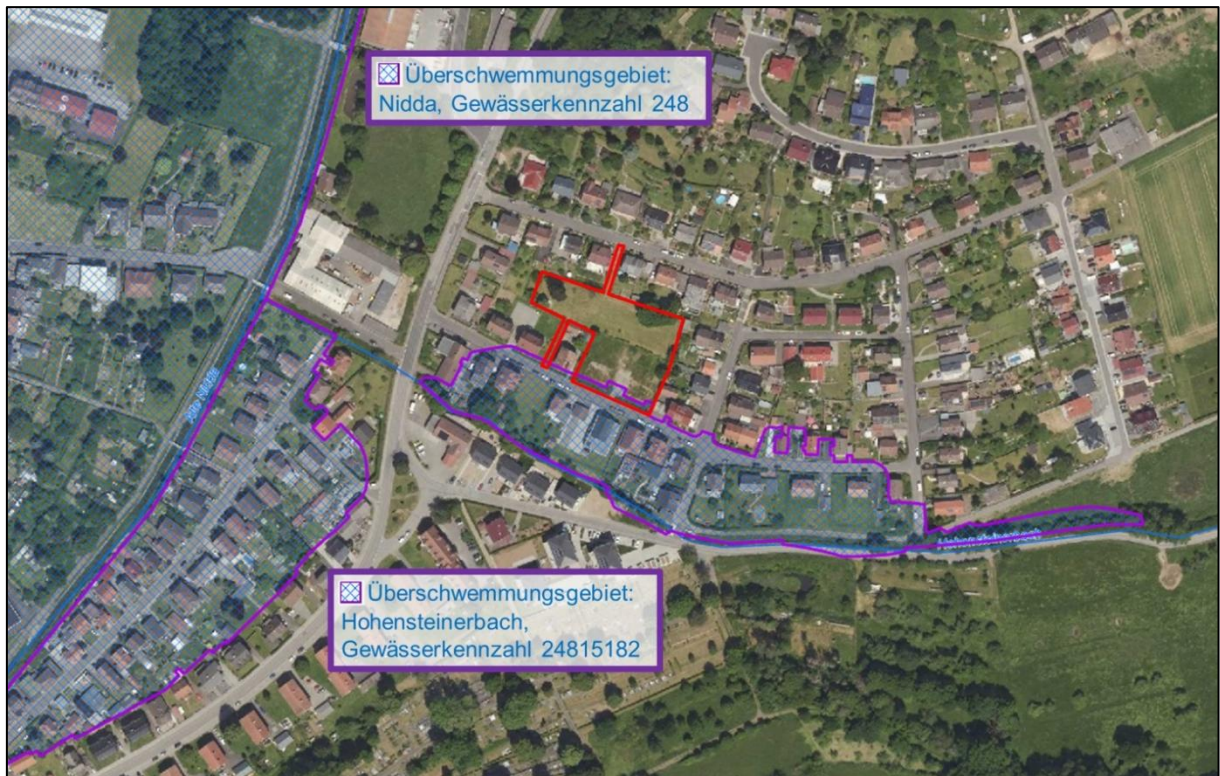 Überschwemmungsgebiet:
Nidda, Gewässerkennzahl 248
Überschwemmungsgebiet:
Hohensteinerbach,
Gewässerkennzahl 24815182